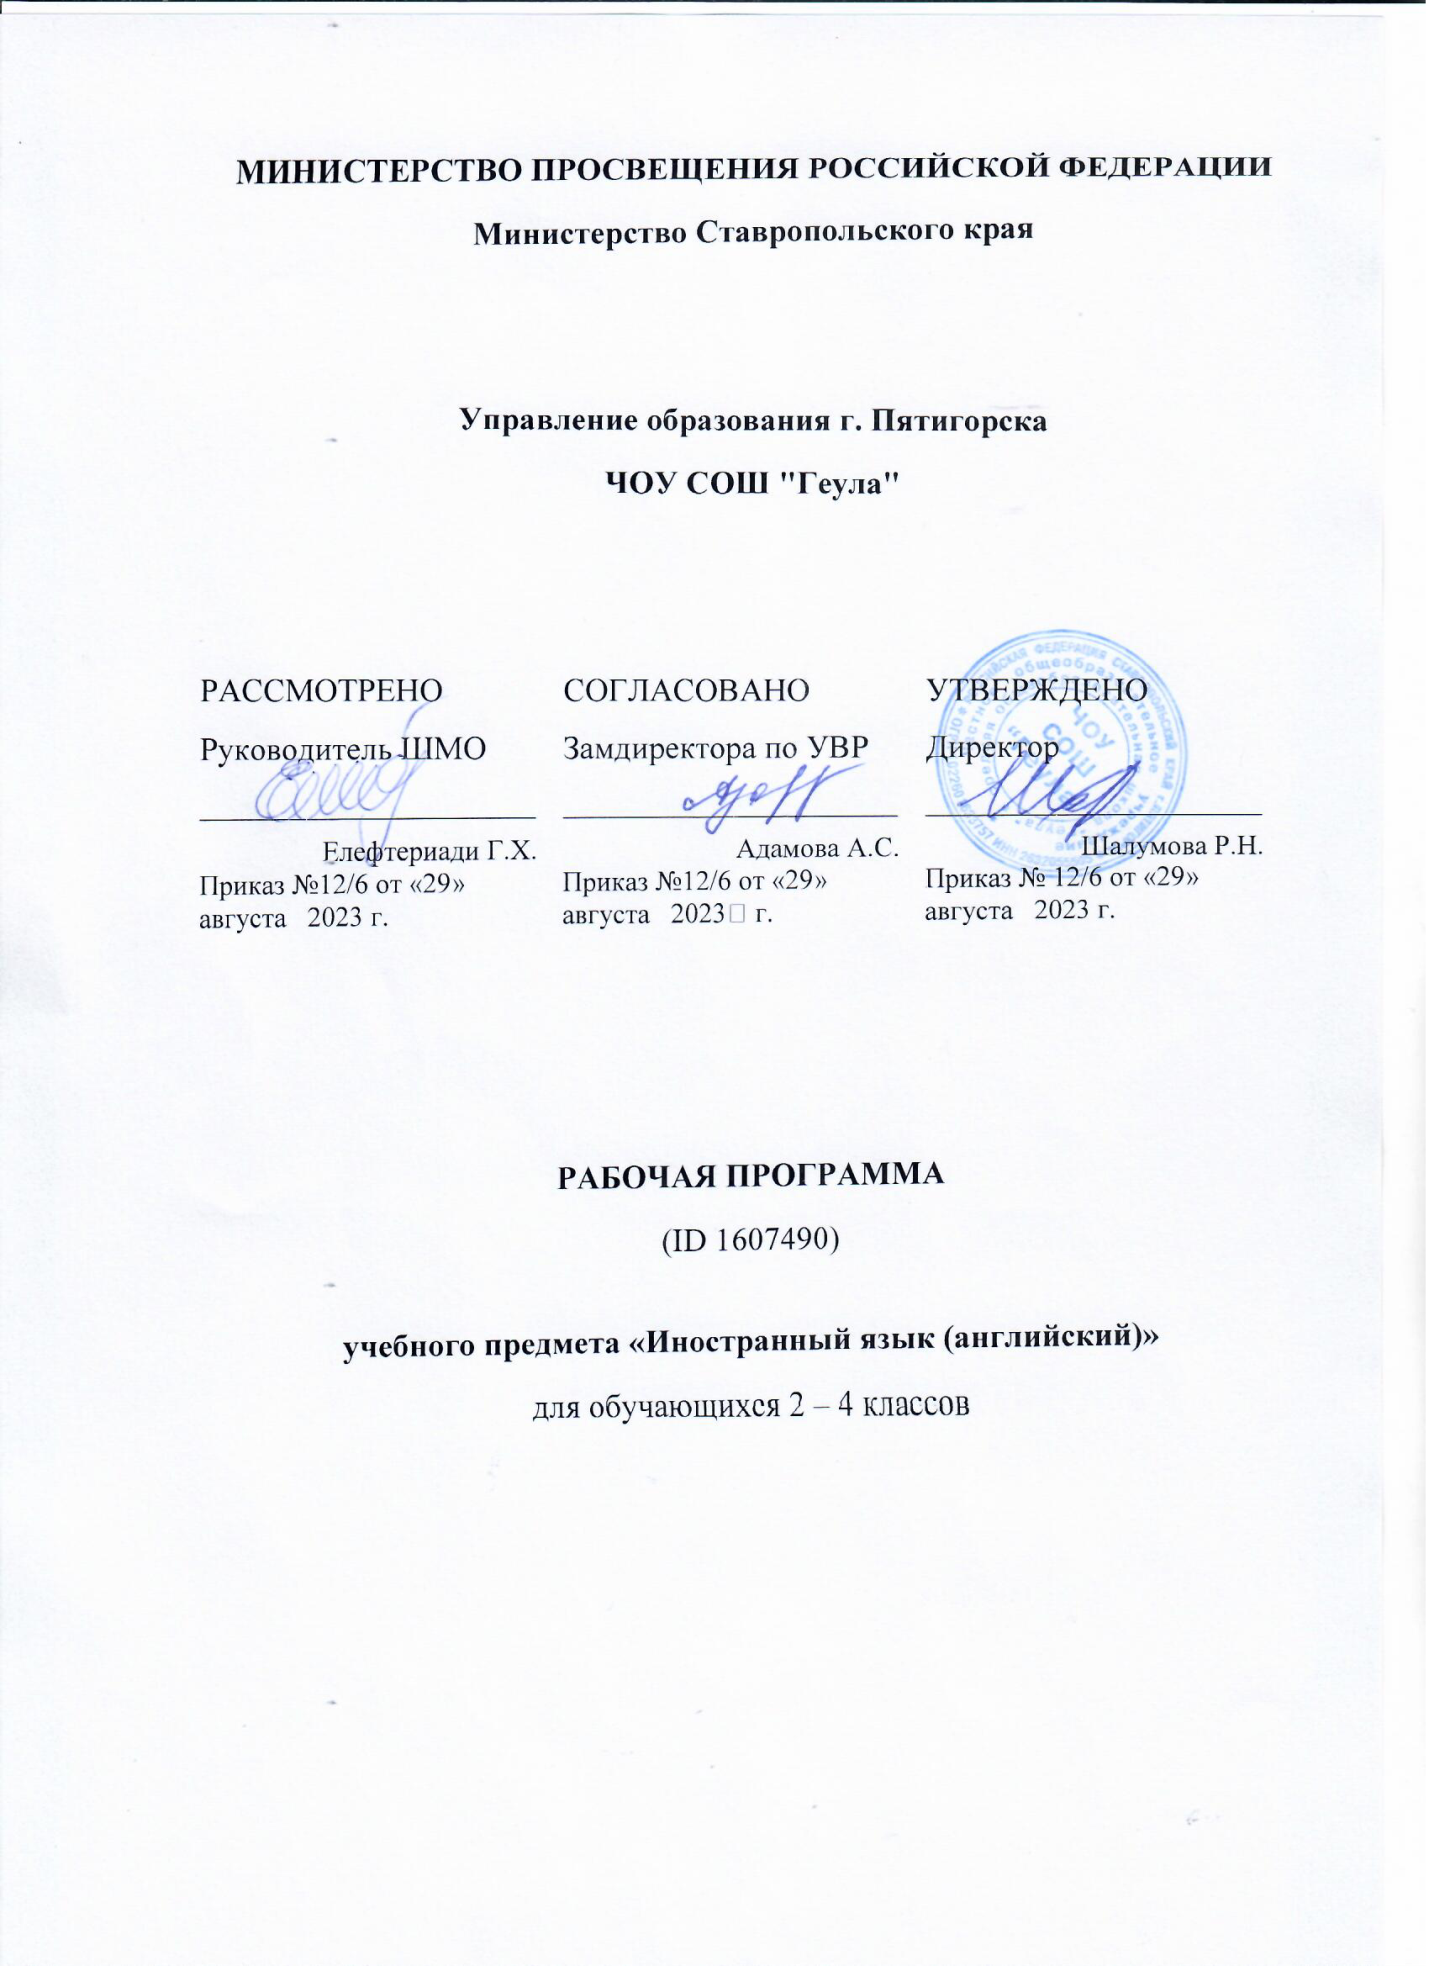 МИНИСТЕРСТВО ПРОСВЕЩЕНИЯ РОССИЙСКОЙ ФЕДЕРАЦИИ
Министерство Ставропольского края
Управление образования г. Пятигорска
ЧОУ СОШ "Геула"
РАССМОТРЕНО
Руководитель ШМО
Елефтериади Г.Х.
Приказ №12/6 от «29»
августа 2023 г.
СОГЛАСОВАНО
Замдиректора по УВР
Адамова А.С.
Приказ №12/6 от «29»
августа 2023 г.
УТВЕРЖДЕНО
Директор
Шалумова Р.Н.
Приказ № 12/6 от «29»
августа 2023 г.
ЧОУ
СОШ
РАБОЧАЯ ПРОГРАММА
(ID 1607490)
учебного предмета «Иностранный язык (английский)»
для обучающихся 2 – 4 классов